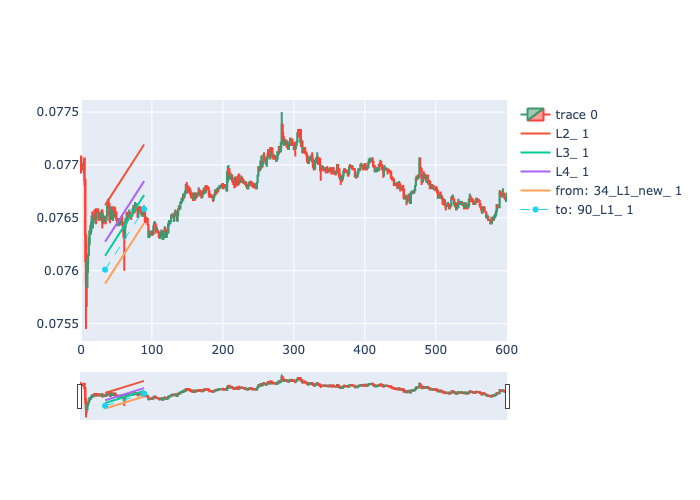 0.0775
0.077
0.0765
0.076
0.0755
0
100
200
300
400
500
600
trace 0
L2_ 1
L3_ 1
L4_ 1
from: 34_L1_new_ 1
to: 90_L1_ 1